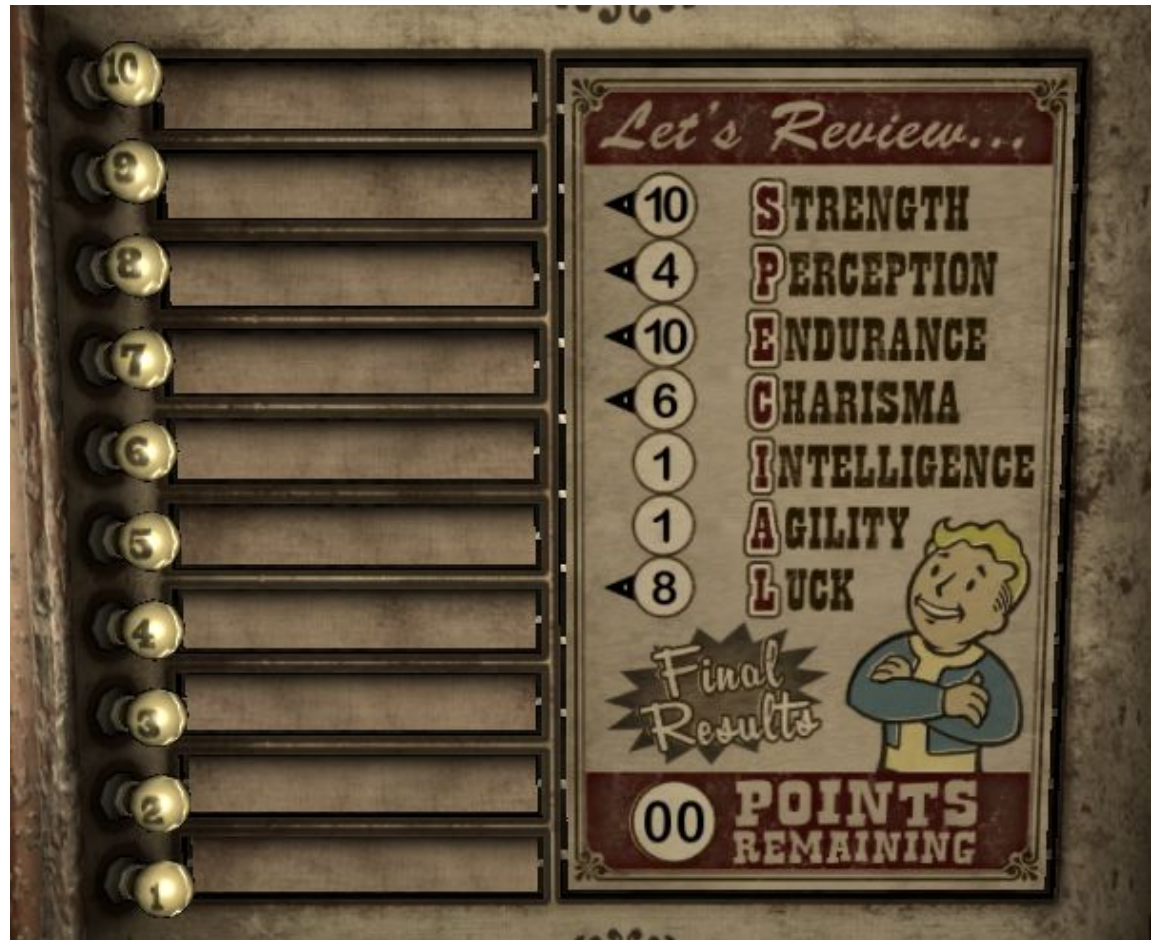 10
9
8
7
6
5
4
3
2
1
Let's Review...
10 STRENGTH
4 PERCEPTION
10 ENDURANCE
6 CHARISMA
1 INTELLIGENCE
1 AGILITY
8 LUCK
Final
Results
00 POINTS
REMAINING